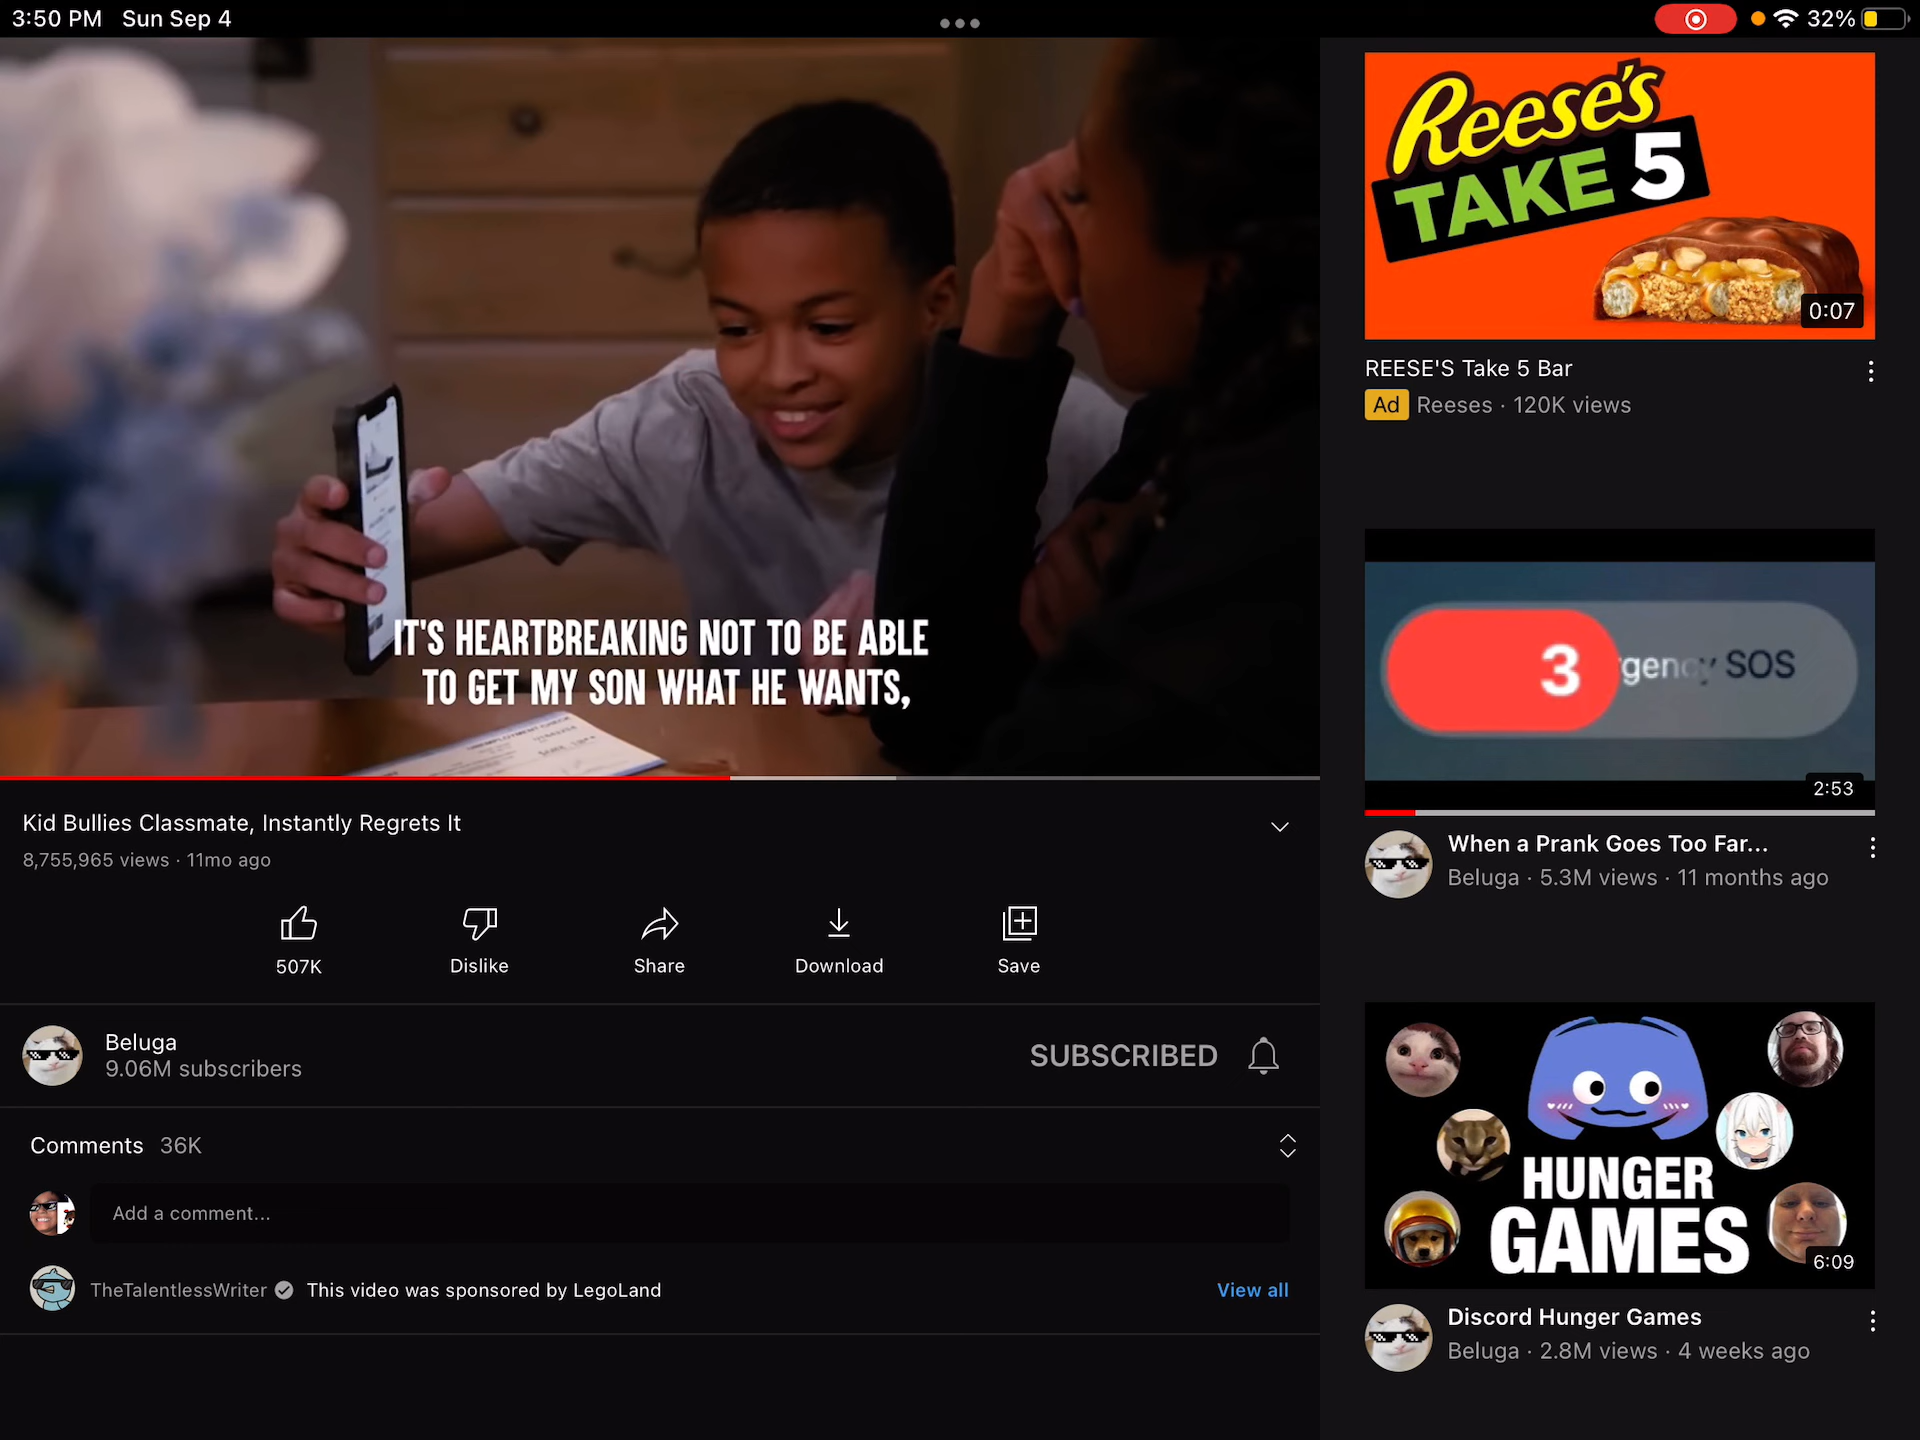 3:50 PM Sun Sep 4
32%
IT'S HEARTBREAKING NOT TO BE ABLE
TO GET MY SON WHAT HE WANTS,
Kid Bullies Classmate, Instantly Regrets It
8,755,965 views · 11mo ago
507K
Dislike
Share
Download
Save
Beluga
9.06M subscribers
SUBSCRIBED
Comments 36K
Add a comment...
TheTalentlessWriter This video was sponsored by LegoLand
View all
Reese's
TAKE 5
0:07
REESE'S Take 5 Bar
Ad Reeses · 120K views
3 rgency SOS
2:53
When a Prank Goes Too Far...
Beluga · 5.3M views · 11 months ago
HUNGER
GAMES
6:09
Discord Hunger Games
Beluga · 2.8M views · 4 weeks ago